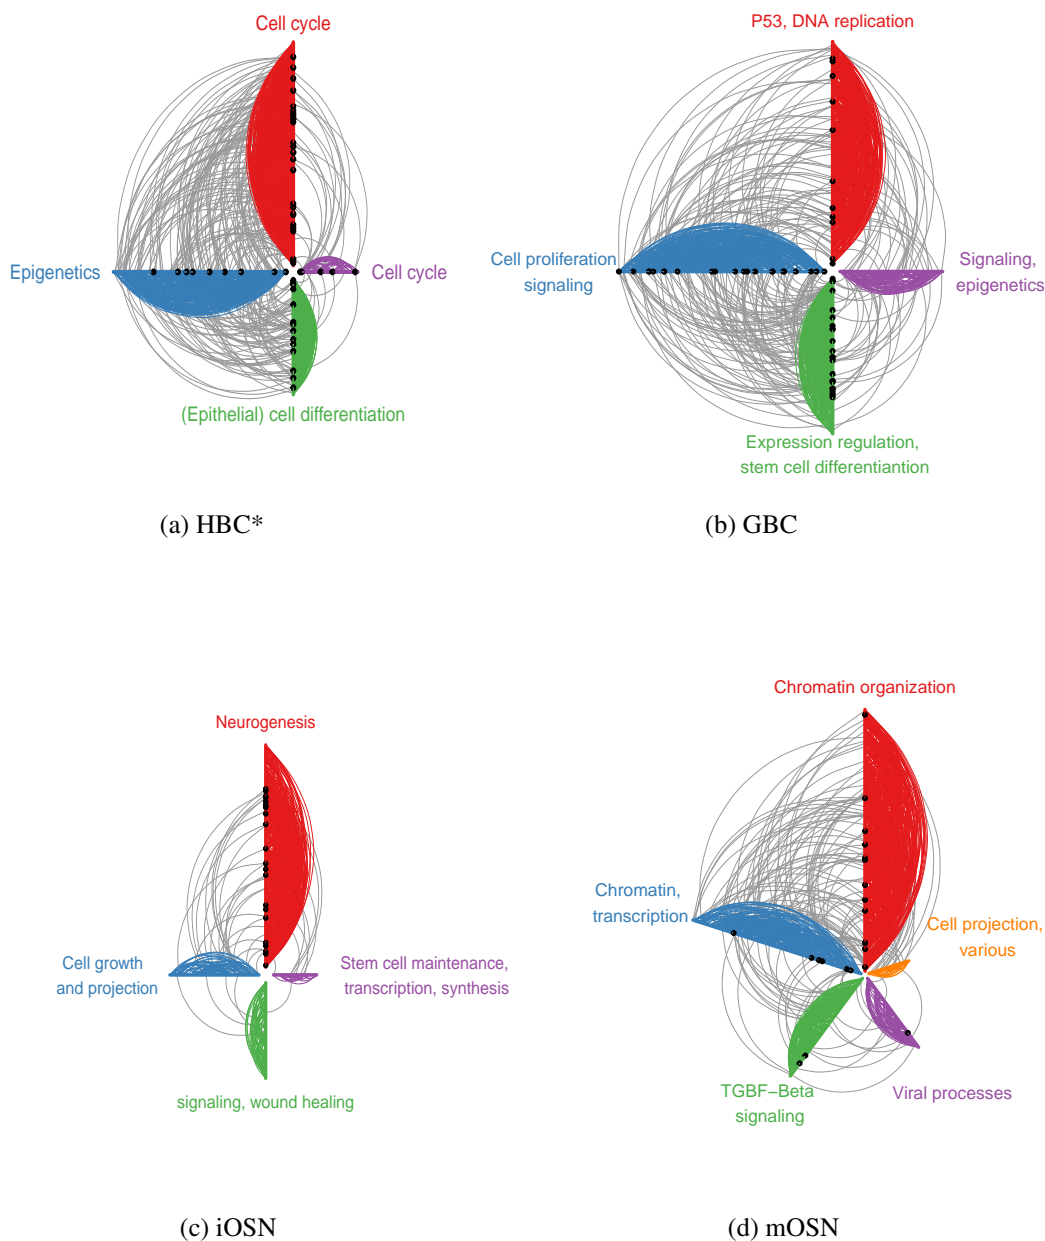 Cell cycle
Epigenetics
Cell cycle
(Epithelial) cell differentiation
(a) HBC*
P53, DNA replication
Cell proliferation
signaling
Signaling,
epigenetics
Expression regulation,
stem cell differentiantion
(b) GBC
Neurogenesis
Cell growth
and projection
Stem cell maintenance,
transcription, synthesis
signaling, wound healing
(c) iOSN
Chromatin organization
Chromatin,
transcription
Cell projection,
various
TGBF−Beta
signaling
Viral processes
(d) mOSN